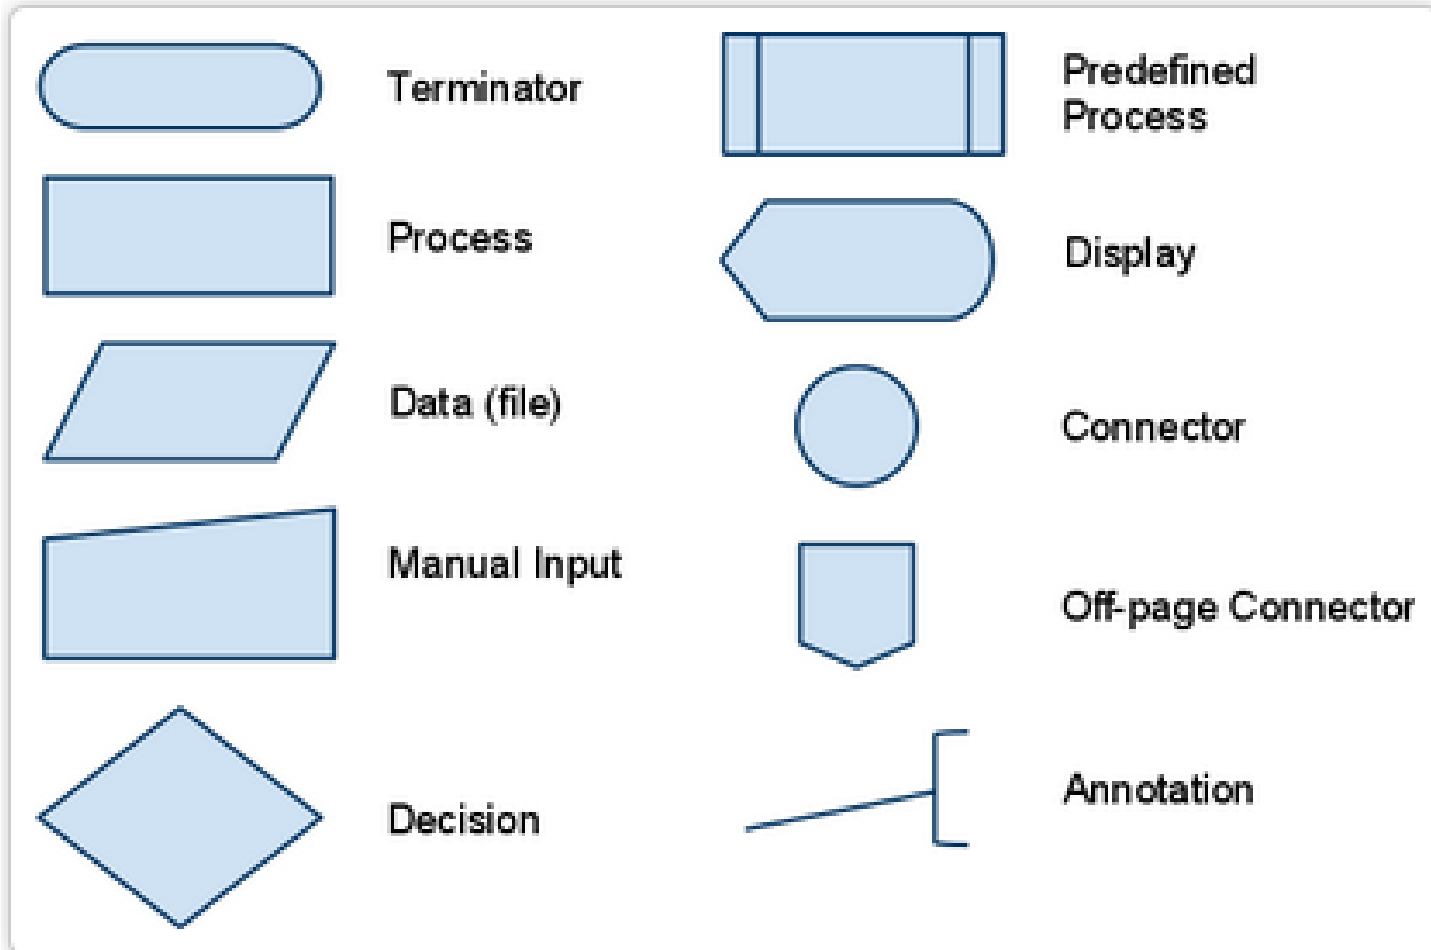 Terminator
Process
Data (file)
Manual Input
Decision
Predefined
Process
Display
Connector
Off-page Connector
Annotation